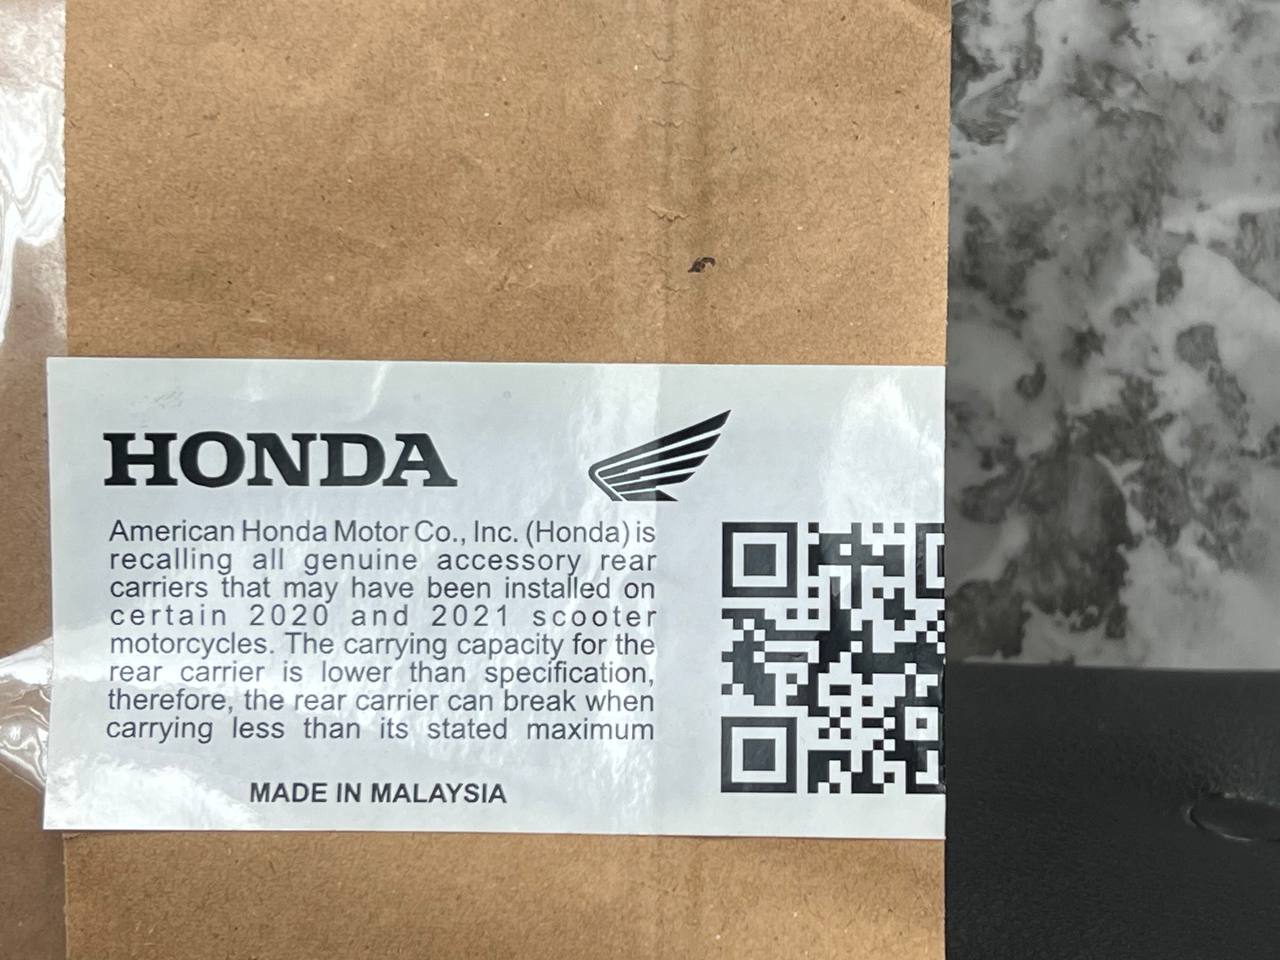 HONDA
American Honda Motor Co., Inc. (Honda) is
recalling all genuine accessory rear
carriers that may have been installed on
certain 2020 and 2021 scooter
motorcycles. The carrying capacity for the
rear carrier is lower than specification,
therefore, the rear carrier can break when
carrying less than its stated maximum
MADE IN MALAYSIA